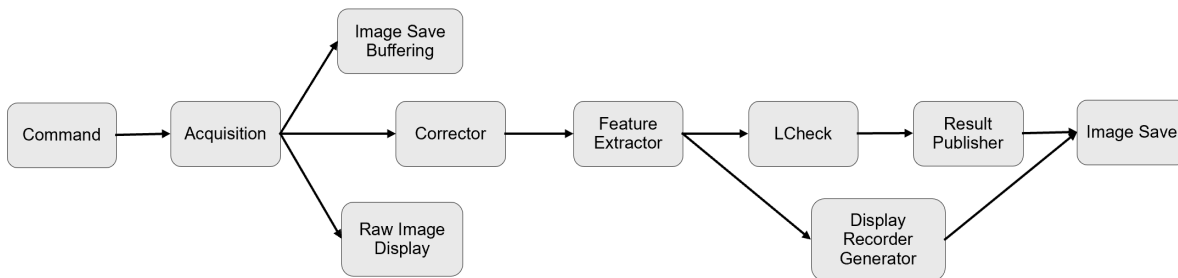 Image Save
Buffering
Command
Acquisition
Corrector
Feature
Extractor
LCheck
Result
Publisher
Image Save
Raw Image
Display
Display
Recorder
Generator